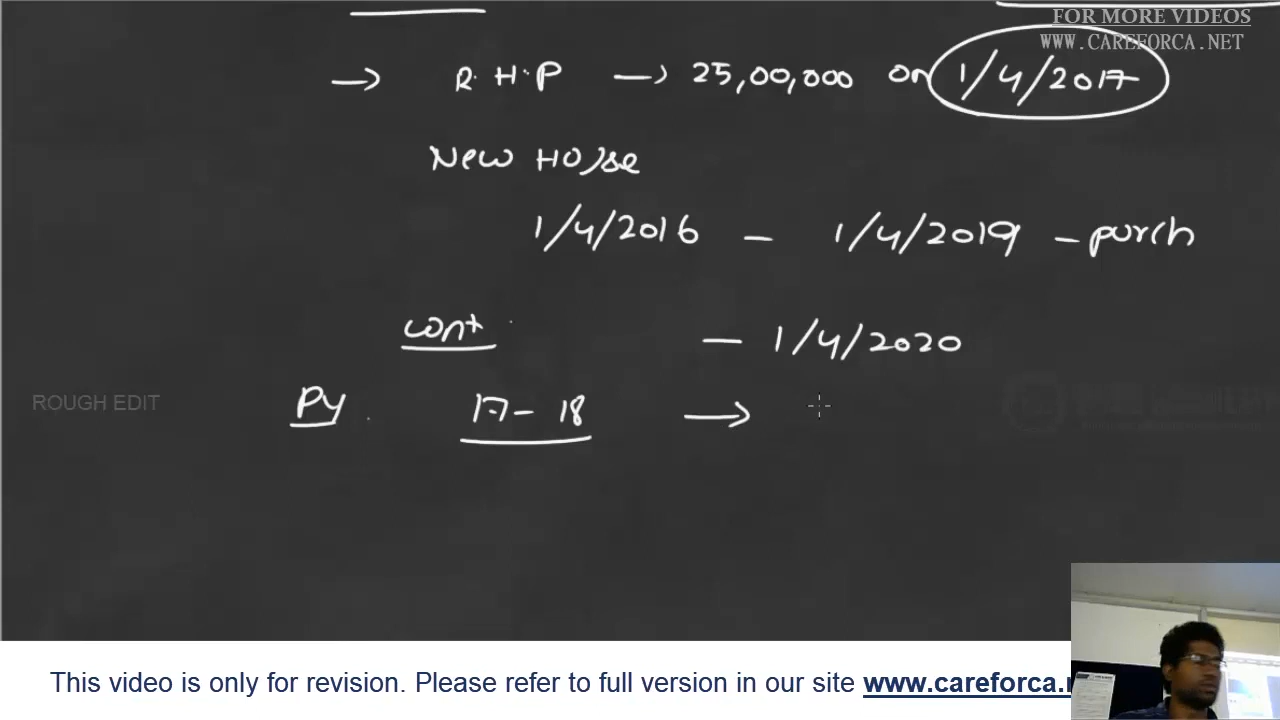 FOR MORE VIDEOS
WWW.CAREFORCA.NET
→ R.H.P → 25,00,000 on 1/4/2017
New House
1/4/2016 - 1/4/2019 - purch
cont - 1/4/2020
ROUGH EDIT
PY. 17-18 →
This video is only for revision. Please refer to full version in our site www.careforca.